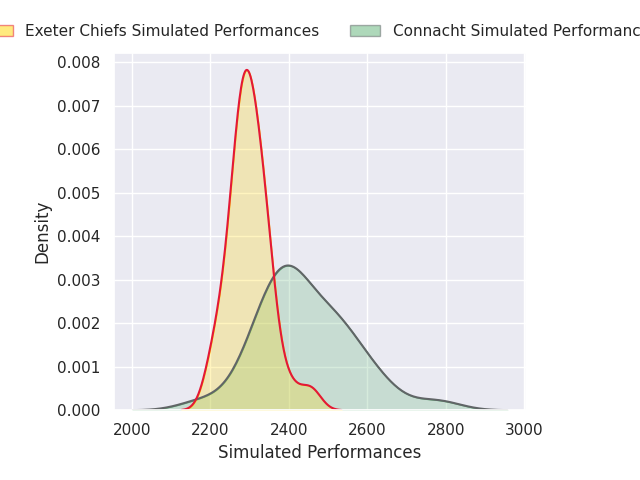 Exeter Chiefs Simulated Performances
Connacht Simulated Performanc
0.008
0.007
0.006
0.005
0.004
0.003
0.002
0.001
0.000
Density
2000 2200 2400 2600 2800 3000
Simulated Performances